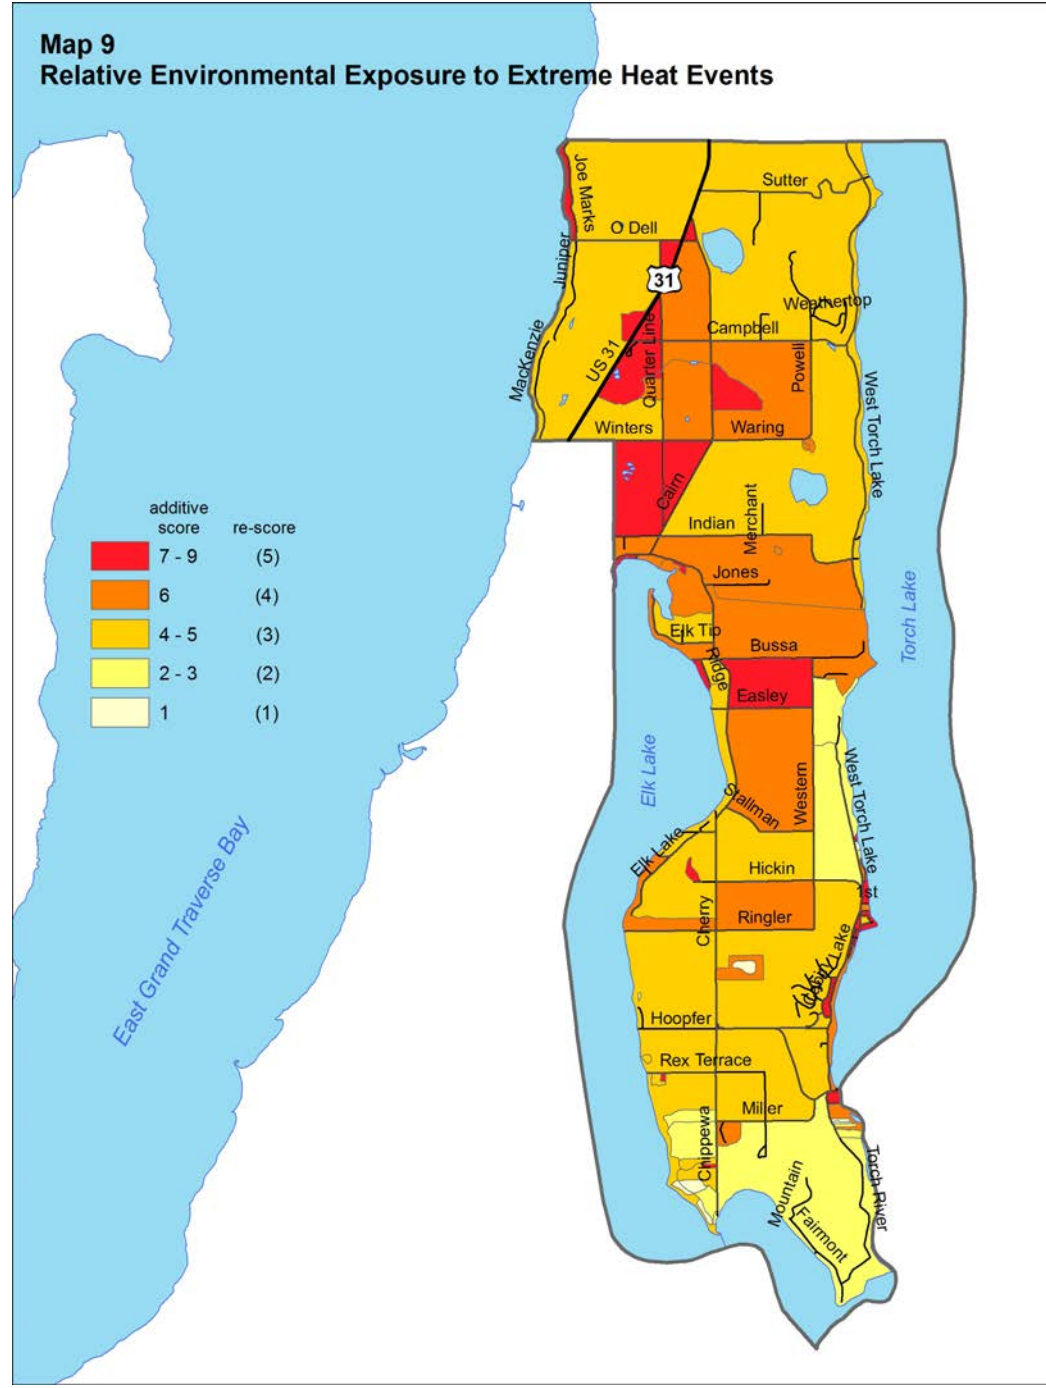 Map 9
Relative Environmental Exposure to Extreme Heat Events
Joe Marks
Sutter
O Dell
Juniper
31
Weathertop
Campbell
MacKenzie
US 31
Quarter Line
Powell
West Torch Lake
Winters
Waring
Cairn
Merchant
Indian
additive
score
re-score
7 - 9 (5)
6 (4)
4 - 5 (3)
2 - 3 (2)
1 (1)
Jones
Torch Lake
Elk Tip
Bussa
Ridge
Easley
Elk Lake
Western
West Torch Lake
Stallman
Elk Lake
Hickin
1st
Cherry
Ringler
Lake
East Grand Traverse Bay
Hoopfer
Rex Terrace
Miller
Chippewa
Torch River
Mountain
Fairmont